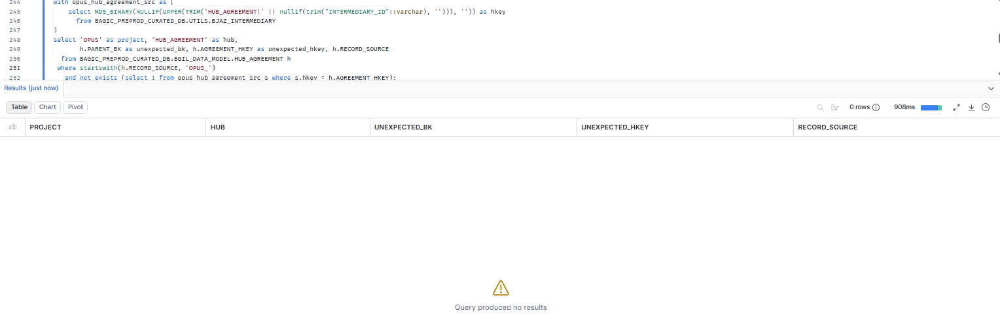 244 with opus_hub_agreement_src as (
245 select MD5_BINARY(NULLIF(UPPER(TRIM('HUB_AGREEMENT|' || nullif(trim("INTERMEDIARY_ID"::varchar), ''))), '')) as hkey
246 from BAGIC_PREPROD_CURATED_DB.UTILS.BJAZ_INTERMEDIARY
247 )
248 select 'OPUS' as project, 'HUB_AGREEMENT' as hub,
249 h.PARENT_BK as unexpected_bk, h.AGREEMENT_HKEY as unexpected_hkey, h.RECORD_SOURCE
250 from BAGIC_PREPROD_CURATED_DB.BGIL_DATA_MODEL.HUB_AGREEMENT h
251 where startswith(h.RECORD_SOURCE, 'OPUS_')
252 and not exists (select 1 from opus_hub_agreement_src s where s.hkey = h.AGREEMENT_HKEY);
Results (just now)
Table Chart Pivot 0 rows 908ms
PROJECT HUB UNEXPECTED_BK UNEXPECTED_HKEY RECORD_SOURCE
Query produced no results